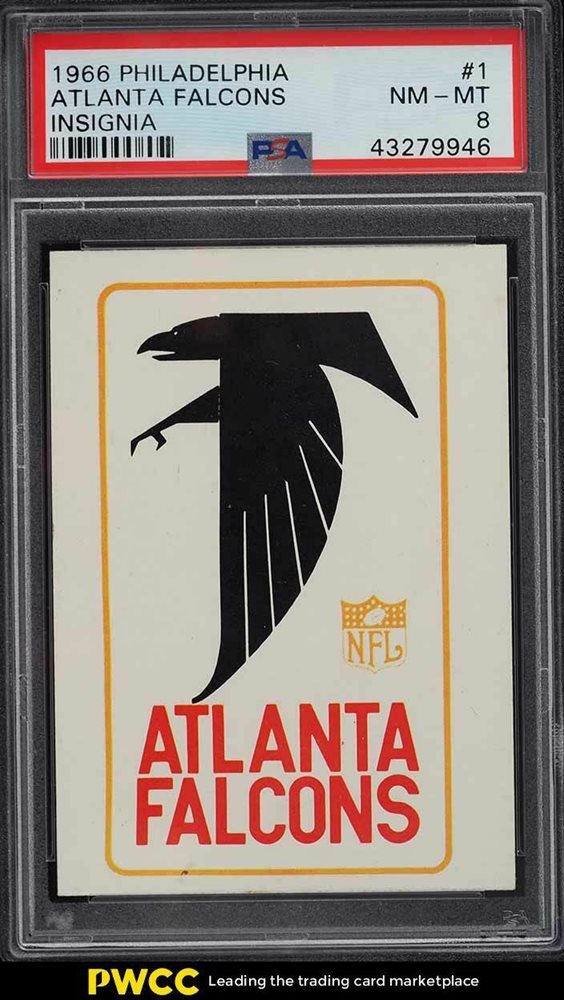 1966 PHILADELPHIA #1
ATLANTA FALCONS NM – MT
INSIGNIA 8
PSA 43279946
NFL
ATLANTA
FALCONS
PWCC Leading the trading card marketplace